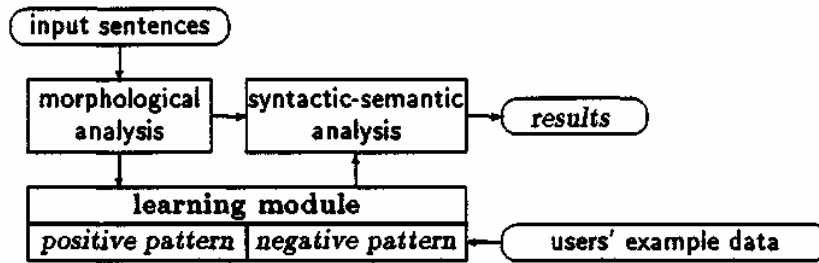 input sentences
morphological
analysis
syntactic-semantic
analysis
results
learning module
positive pattern
negative pattern
users' example data